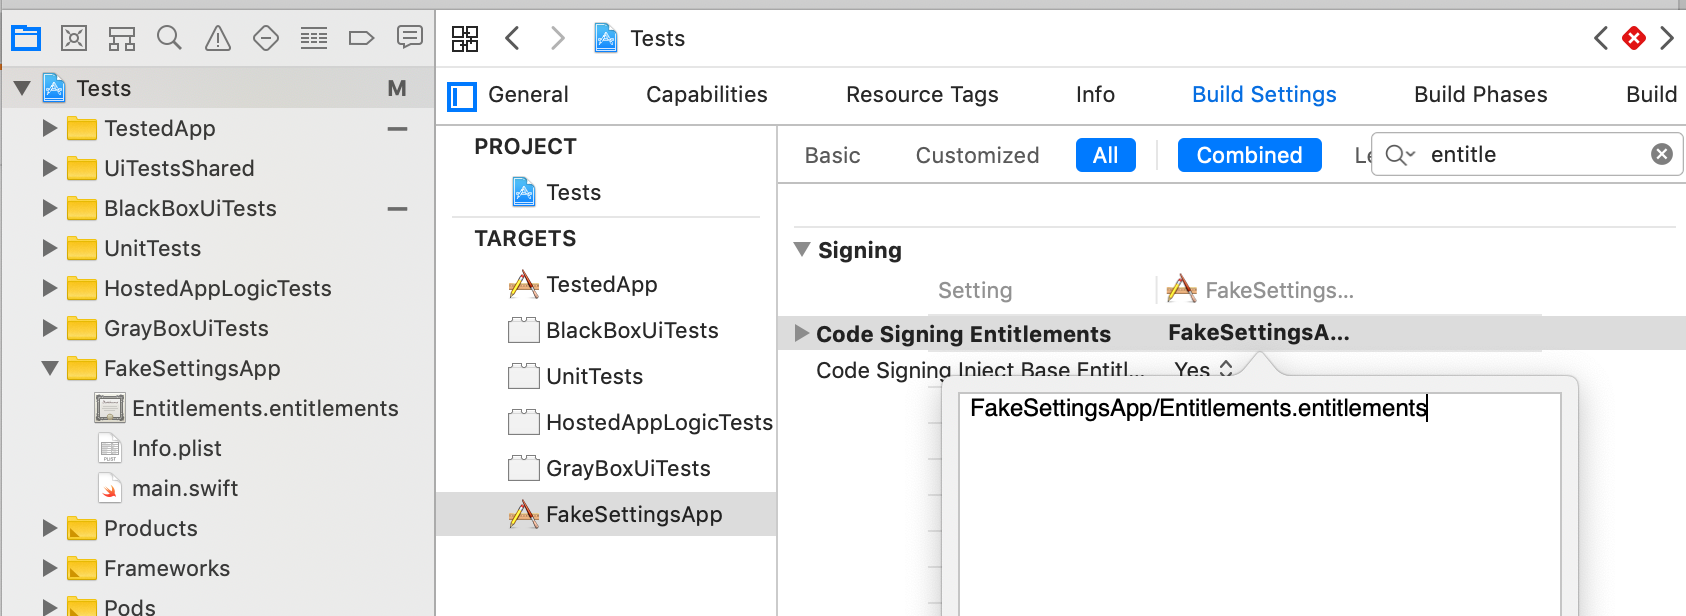 Tests
M
TestedApp
UiTestsShared
BlackBoxUiTests
UnitTests
HostedAppLogicTests
GrayBoxUiTests
FakeSettingsApp
Entitlements.entitlements
Info.plist
main.swift
Products
Frameworks
Pods
Tests
General Capabilities Resource Tags Info Build Settings Build Phases Build
PROJECT
Tests
TARGETS
TestedApp
BlackBoxUiTests
UnitTests
HostedAppLogicTests
GrayBoxUiTests
FakeSettingsApp
Basic Customized All Combined Le entitle
Signing
Setting FakeSettings...
Code Signing Entitlements FakeSettingsA...
Code Signing Inject Base Entitl... Yes
FakeSettingsApp/Entitlements.entitlements